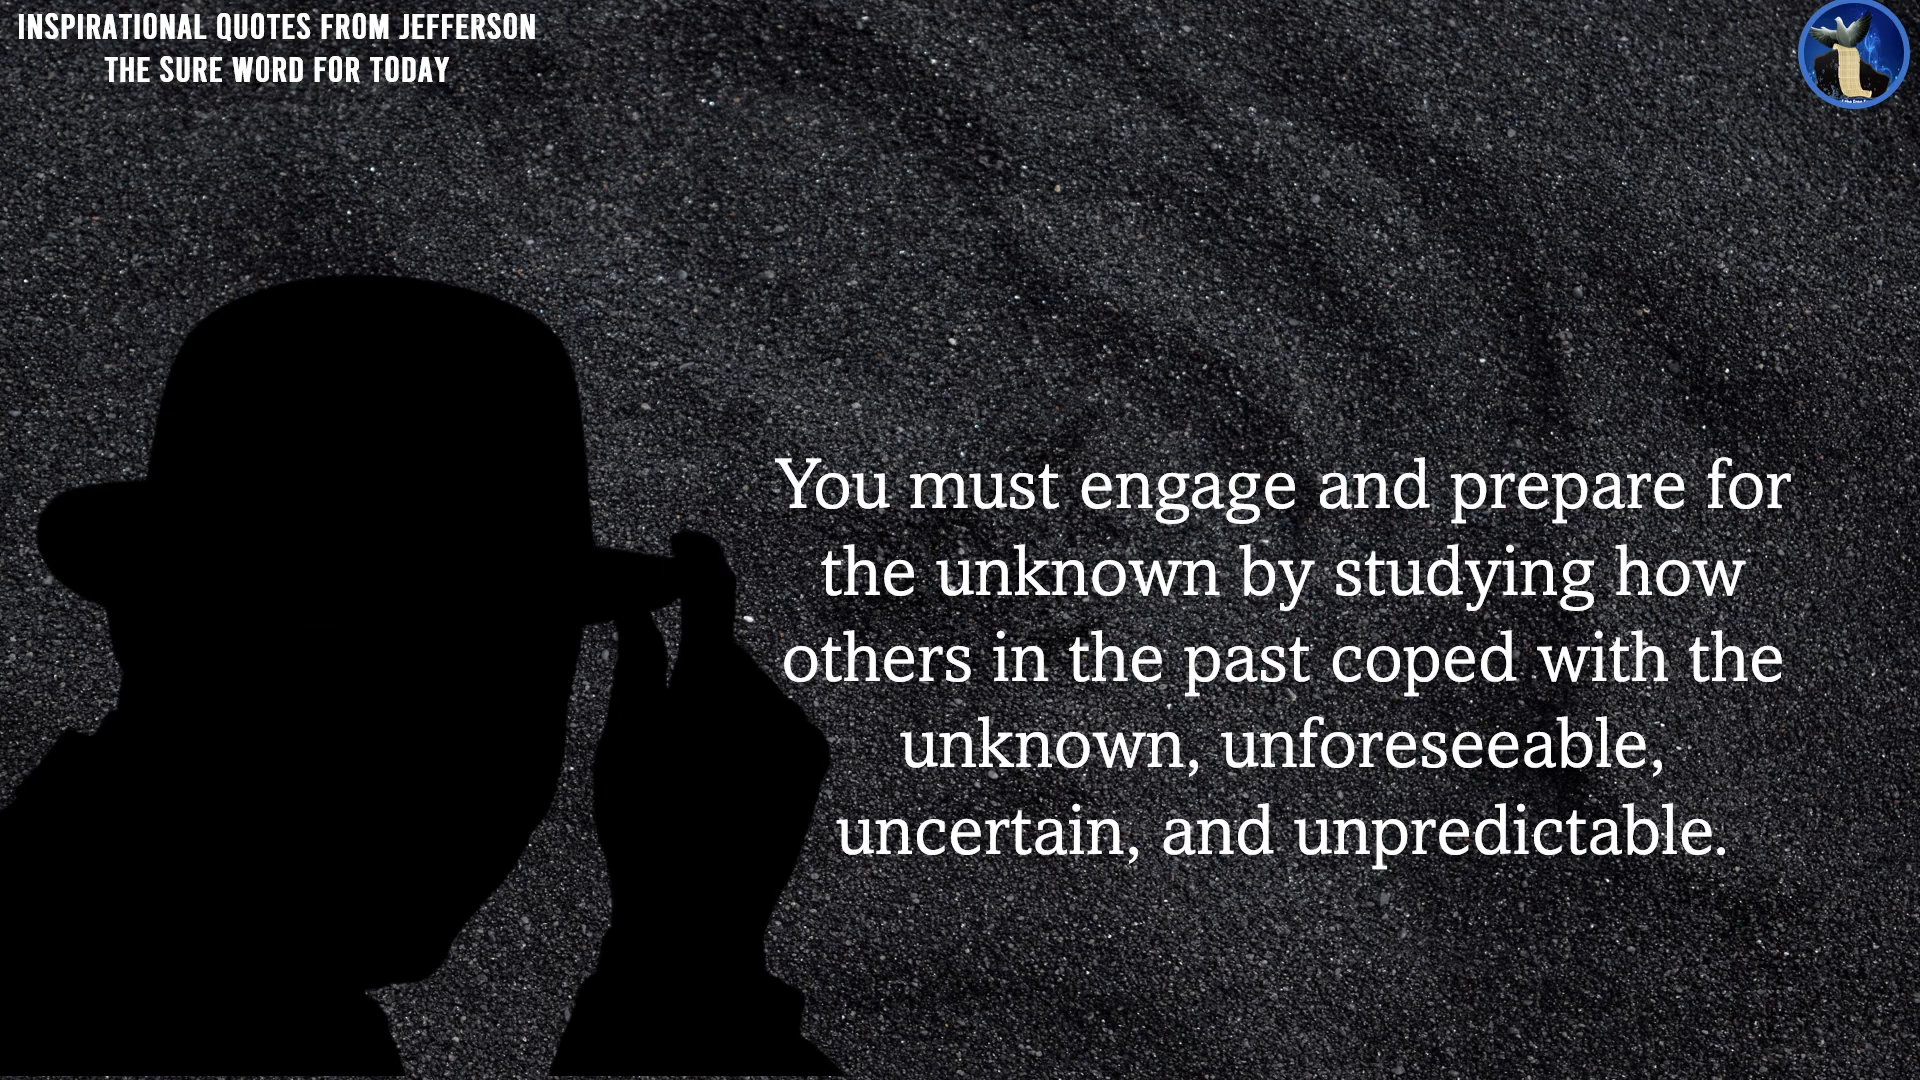 INSPIRATIONAL QUOTES FROM JEFFERSON
THE SURE WORD FOR TODAY
You must engage and prepare for
the unknown by studying how
others in the past coped with the
unknown, unforeseeable,
uncertain, and unpredictable.